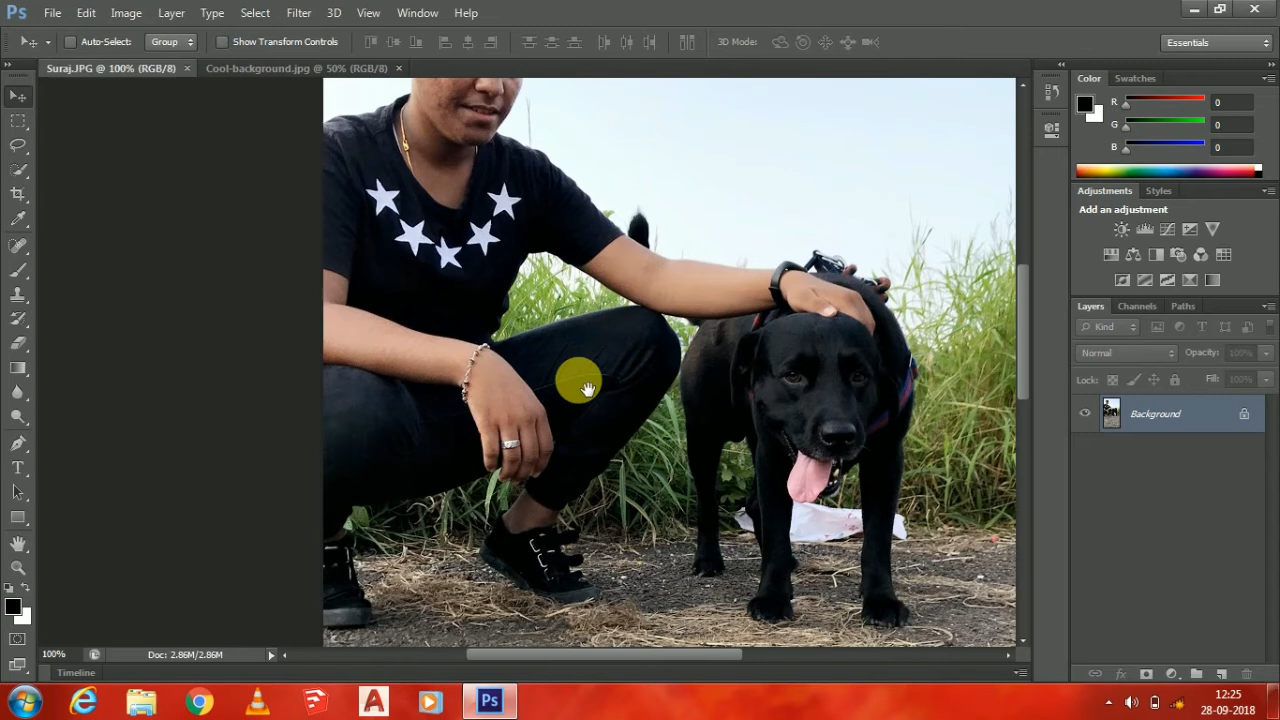 Ps File Edit Image Layer Type Select Filter 3D View Window Help
Auto-Select: Group Show Transform Controls 3D Mode: Essentials
Suraj.JPG @ 100% (RGB/8) × Cool-background.jpg @ 50% (RGB/8) ×
Color Swatches
R 0
G 0
B 0
Adjustments Styles
Add an adjustment
Layers Channels Paths
Kind
Normal Opacity: 100%
Lock: Fill: 100%
Background
T
100% Doc: 2.86M/2.86M
Timeline
Ps
12:25
28-09-2018